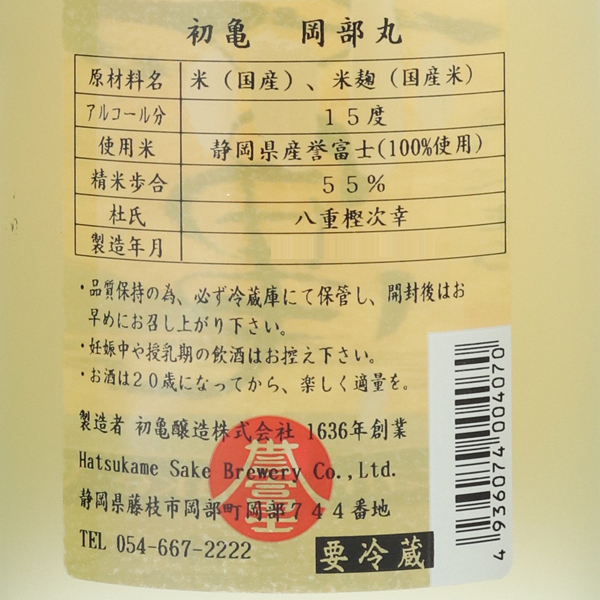 初亀 岡部丸
原材料名 米（国産）、米麹（国産米）
アルコール分 １５度
使用米 静岡県産誉富士(100%使用)
精米歩合 ５５％
杜氏 八重樫次幸
製造年月
・品質保持の為、必ず冷蔵庫にて保管し、開封後はお
早めにお召し上がり下さい。
・妊娠中や授乳期の飲酒はお控え下さい。
・お酒は２０歳になってから、楽しく適量を。
製造者 初亀醸造株式会社 1636年創業
Hatsukame Sake Brewery Co.,Ltd.
静岡県藤枝市岡部町岡部７４４番地
TEL 054-667-2222
要冷蔵
4 936074 004070